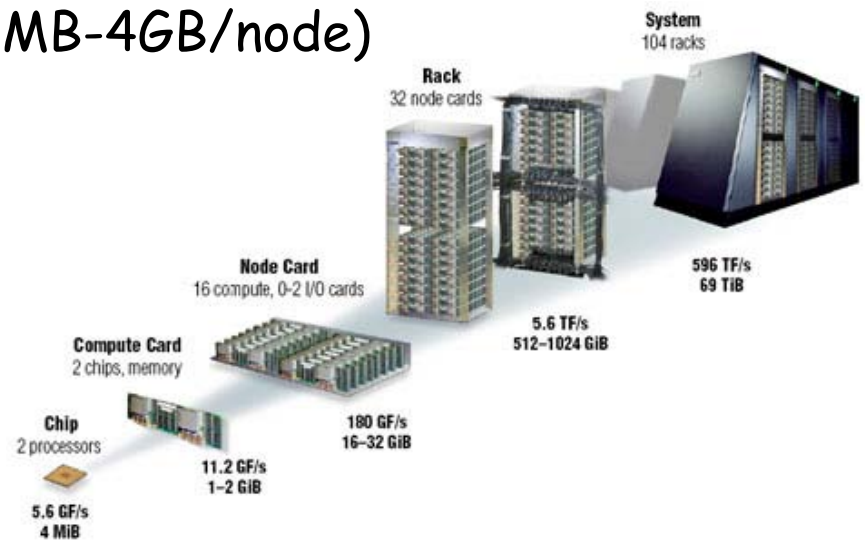 MB-4GB/node)
System
104 racks
Rack
32 node cards
Node Card
16 compute, 0-2 I/O cards
Compute Card
2 chips, memory
Chip
2 processors
596 TF/s
69 TiB
5.6 TF/s
512–1024 GiB
180 GF/s
16–32 GiB
11.2 GF/s
1–2 GiB
5.6 GF/s
4 MiB